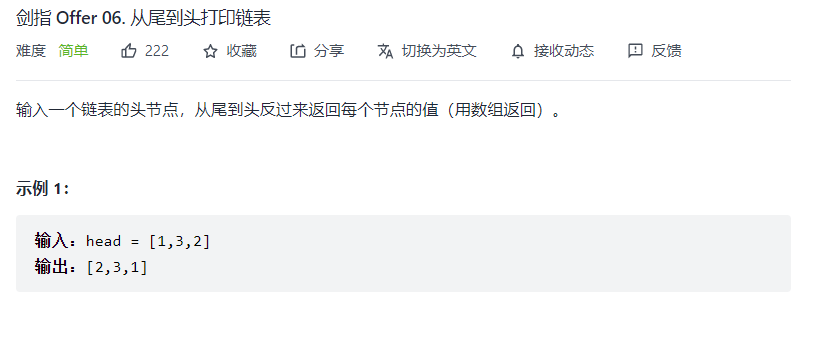 剑指 Offer 06. 从尾到头打印链表
难度 简单 222 收藏 分享 切换为英文 接收动态 反馈
输入一个链表的头节点，从尾到头反过来返回每个节点的值（用数组返回）。
示例 1：
输入：head = [1,3,2]
输出：[2,3,1]